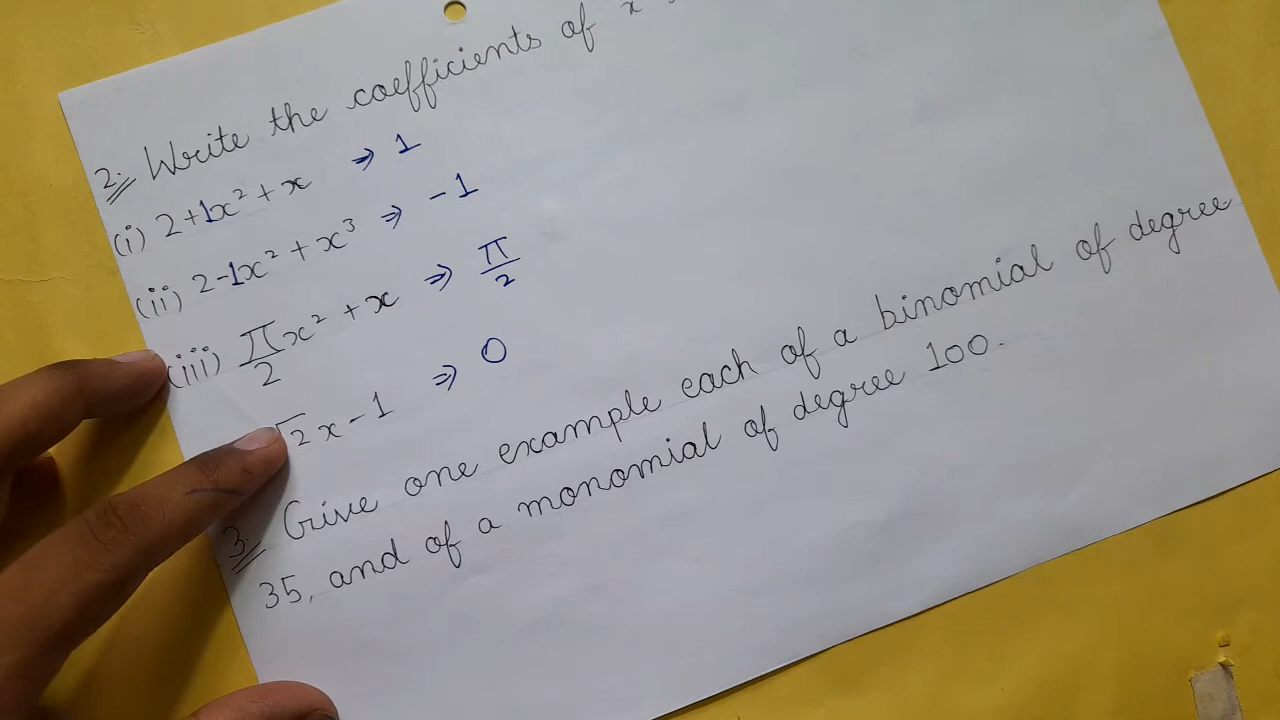 2. Write the coefficients of x
(i) 2+1x² + x ⇒ 1
(ii) 2-1x² + x³ ⇒ -1
(iii) π/2 x² + x ⇒ π/2
√2 x - 1 ⇒ 0
3. Give one example each of a binomial of degree
35, and of a monomial of degree 100.